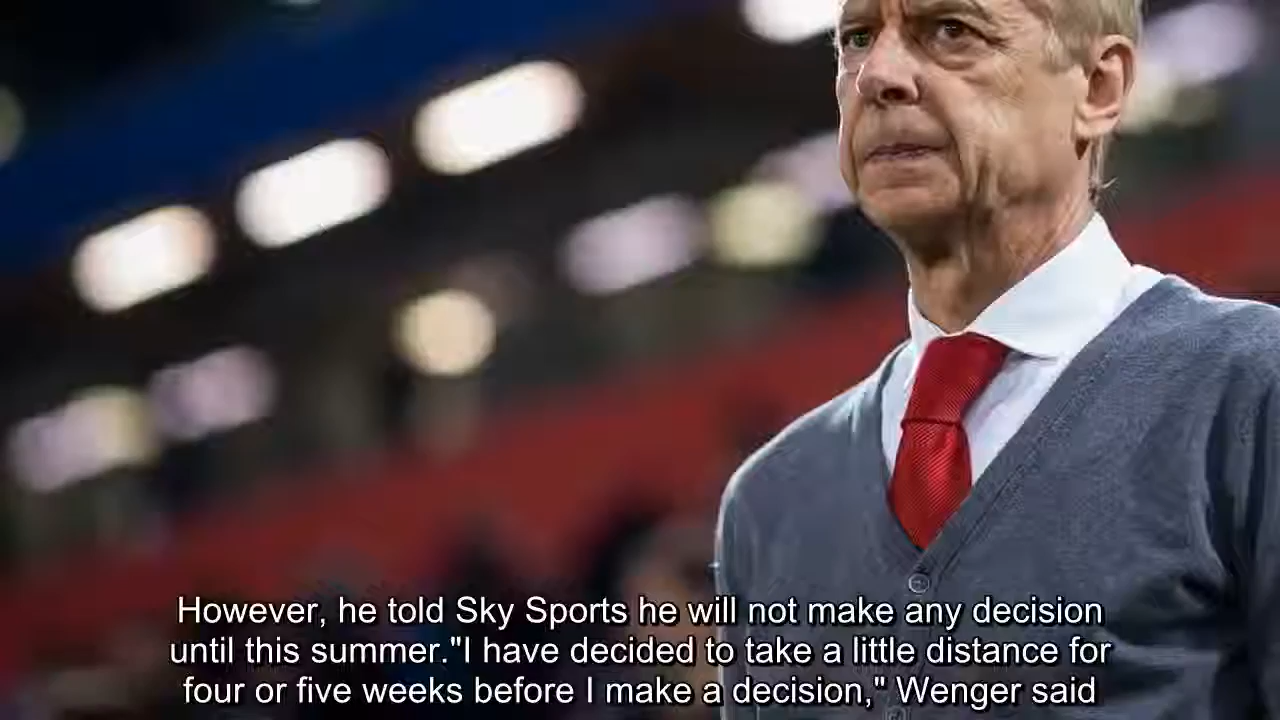 However, he told Sky Sports he will not make any decision
until this summer."I have decided to take a little distance for
four or five weeks before I make a decision," Wenger said